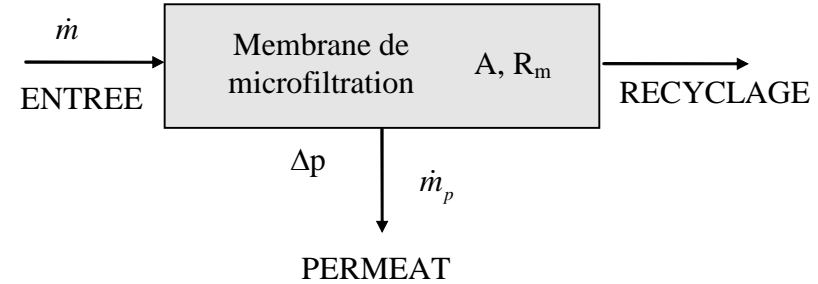 ṁ
ENTREE
Membrane de
microfiltration
A, Rₘ
RECYCLAGE
Δp
ṁₚ
PERMEAT